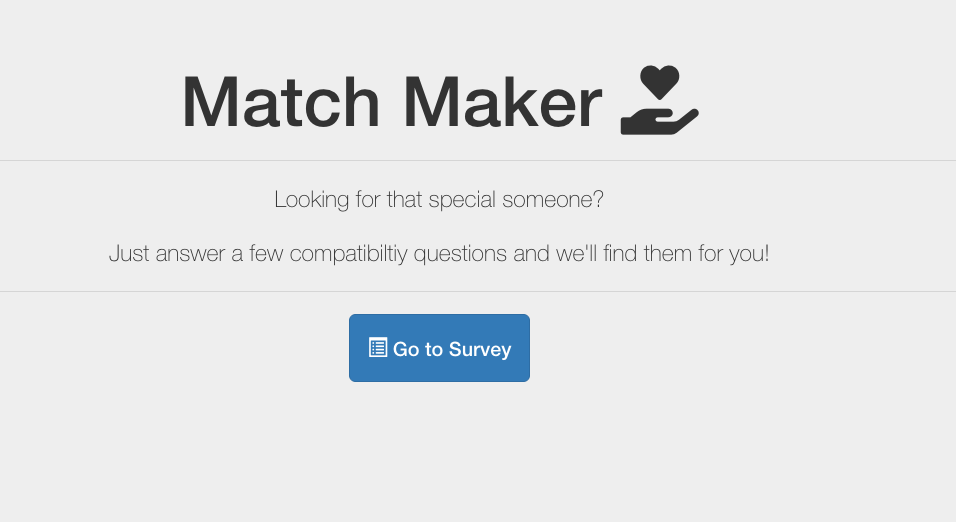 Match Maker
Looking for that special someone?
Just answer a few compatibiltiy questions and we'll find them for you!
Go to Survey